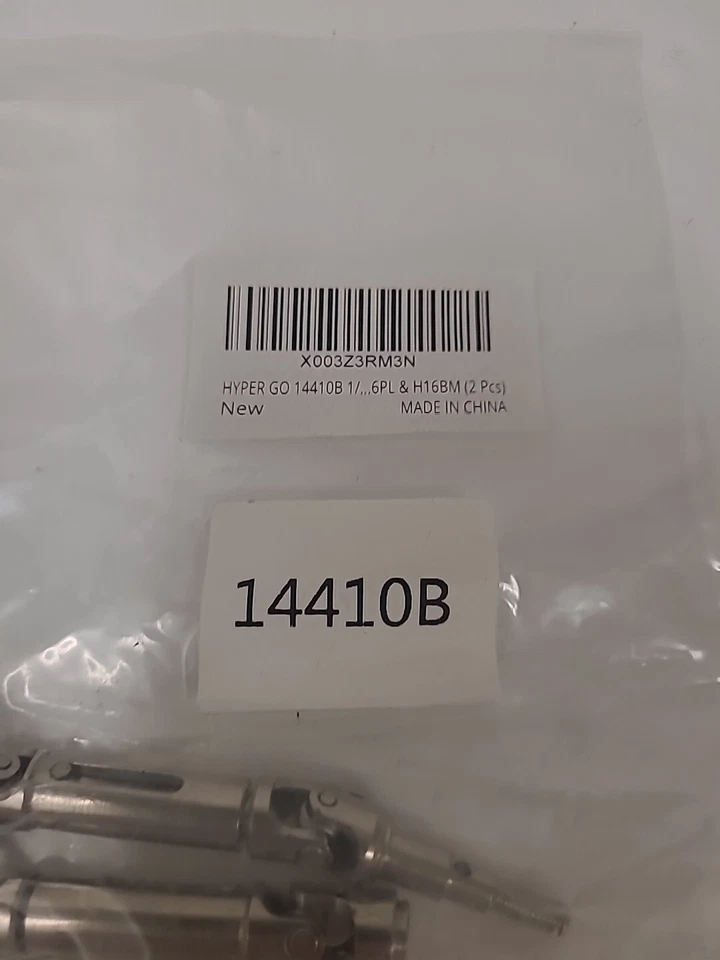 X003Z3RM3N
HYPER GO 14410B 1/...6PL & H16BM (2 Pcs)
New MADE IN CHINA
14410B